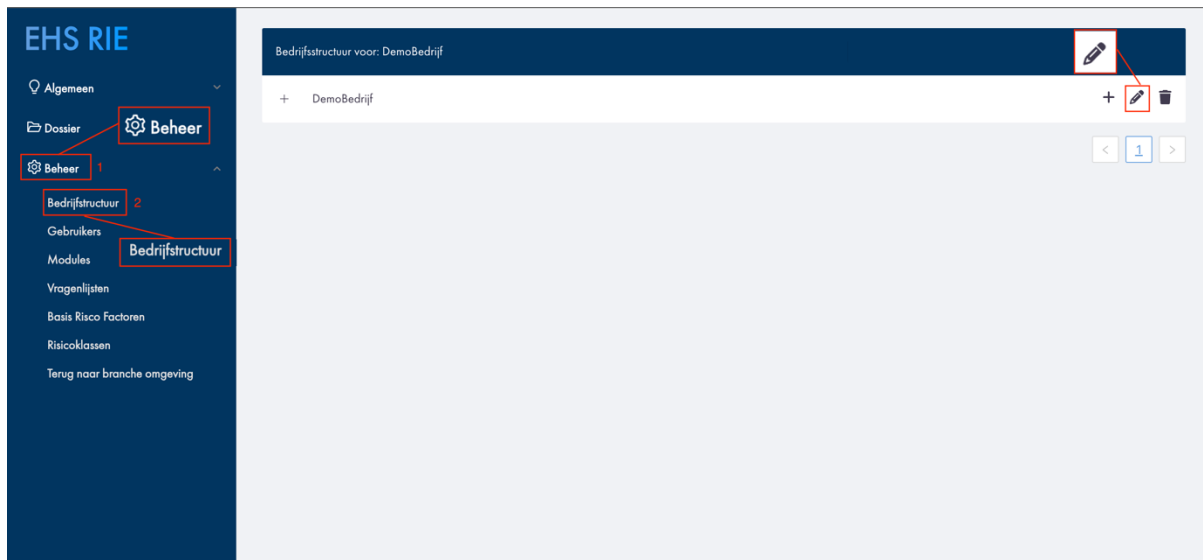 EHS RIE
Algemeen
Dossier
Beheer
Beheer 1
Bedrijfstructuur 2
Gebruikers
Bedrijfstructuur
Modules
Vragenlijsten
Basis Risco Factoren
Risicoklassen
Terug naar branche omgeving
Bedrijfsstructuur voor: DemoBedrijf
+ DemoBedrijf +
< 1 >